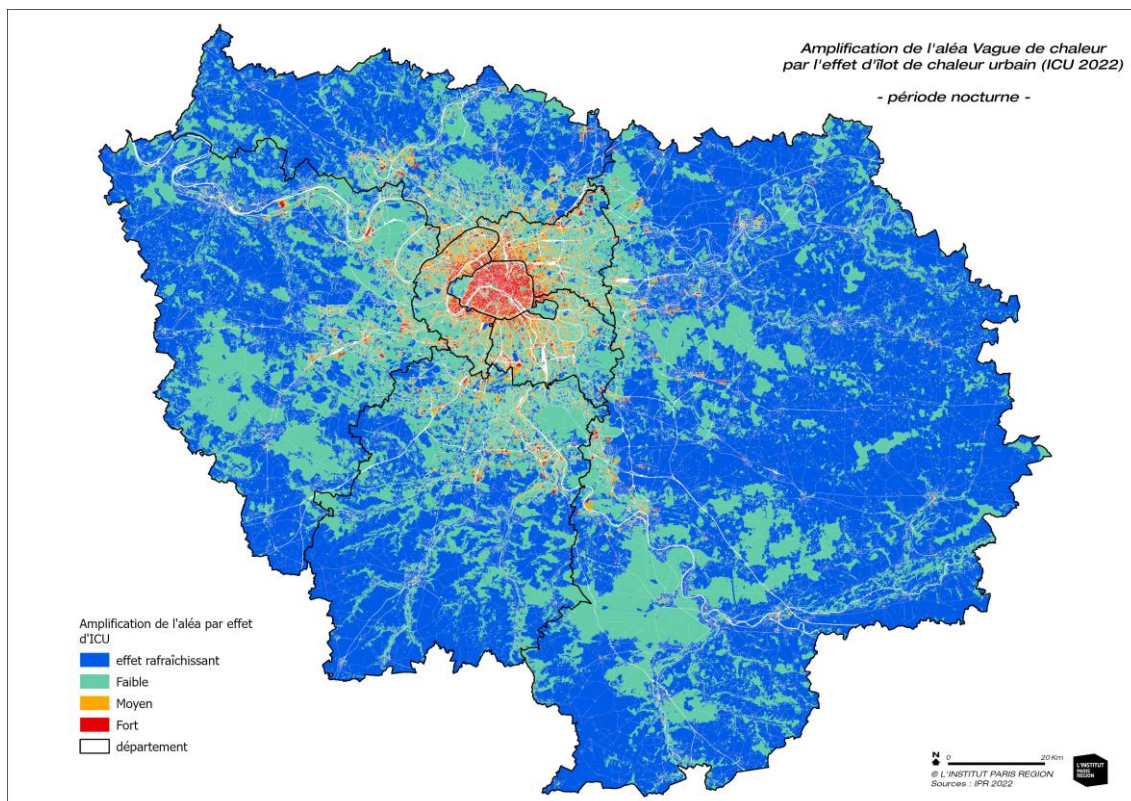 Amplification de l'aléa Vague de chaleur
par l'effet d'îlot de chaleur urbain (ICU 2022)
- période nocturne -
Amplification de l'aléa par effet
d'ICU
effet rafraîchissant
Faible
Moyen
Fort
département
N
0 20 Km
© L'INSTITUT PARIS REGION
Sources : IPR 2022
L'INSTITUT
PARIS
REGION